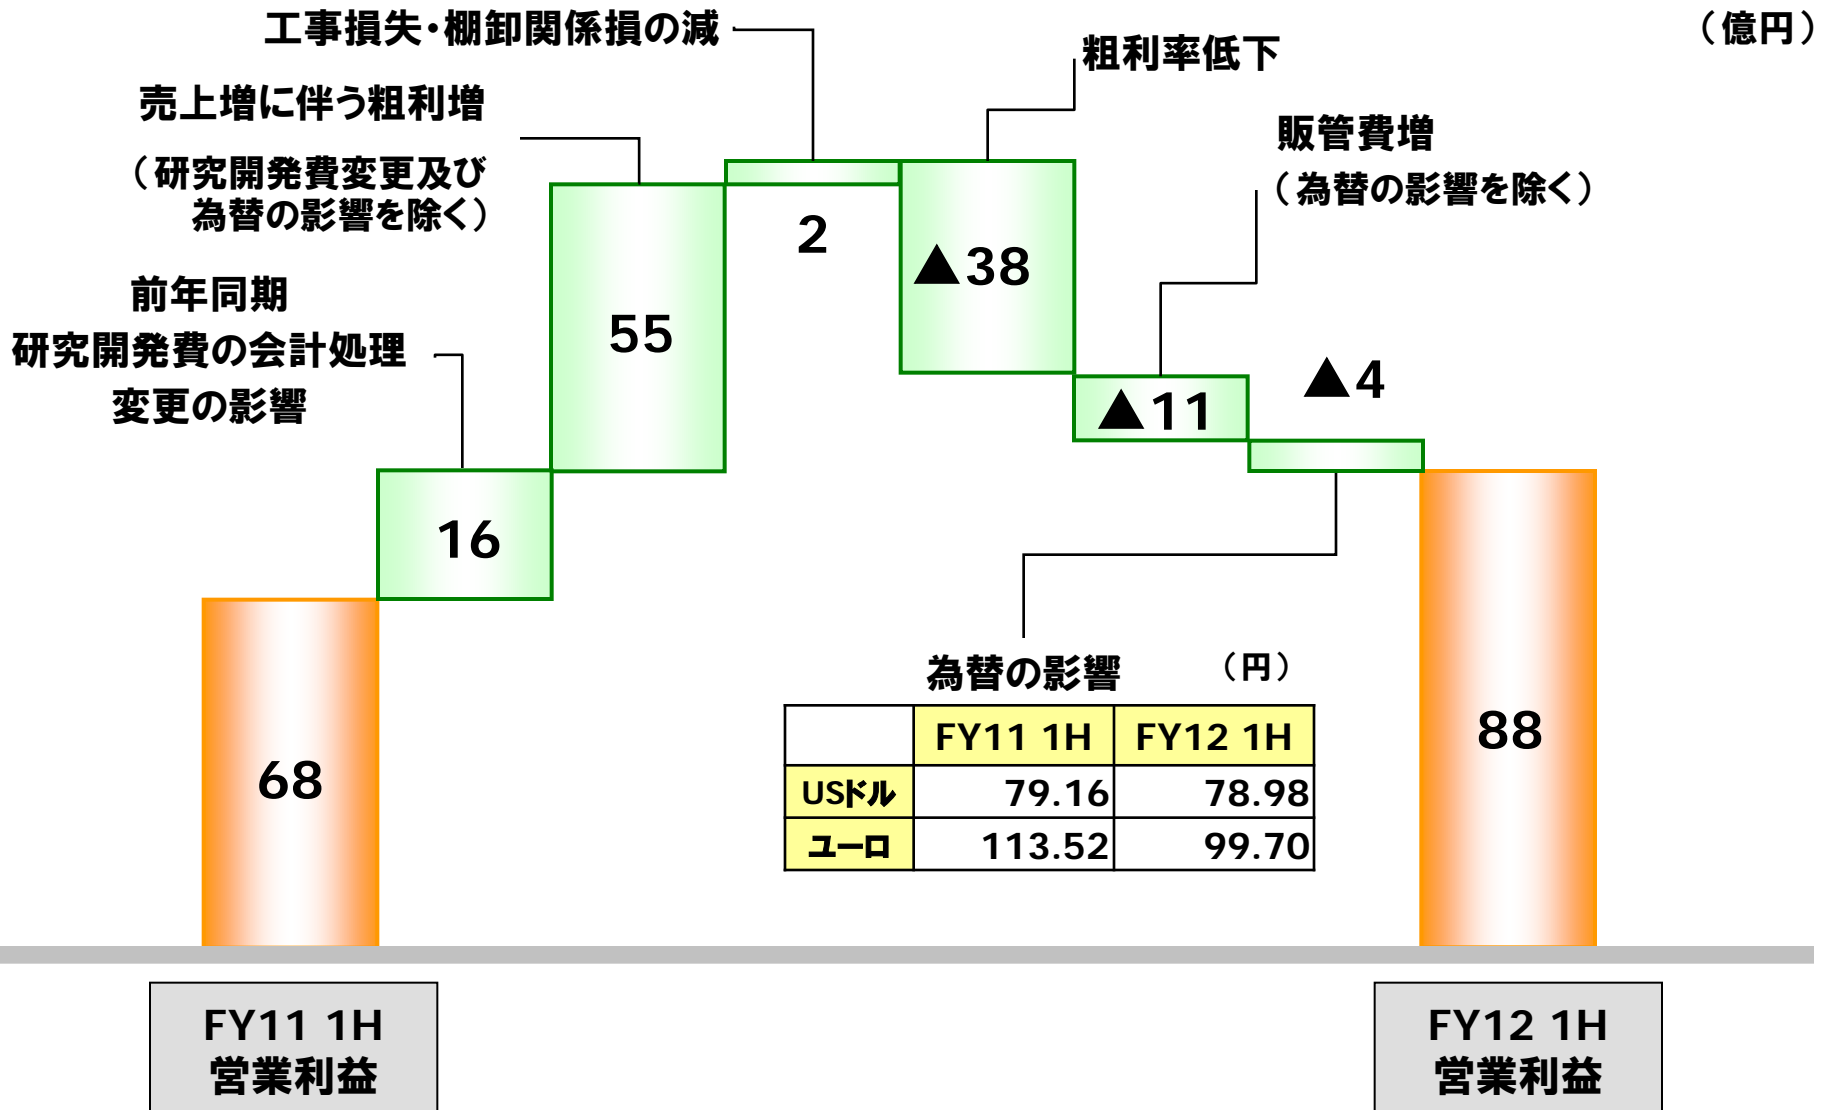 工事損失・棚卸関係損の減
（億円）
粗利率低下
売上増に伴う粗利増
（研究開発費変更及び
為替の影響を除く）
販管費増
（為替の影響を除く）
前年同期
研究開発費の会計処理
変更の影響
2
▲38
55
▲4
▲11
16
68
88
為替の影響 （円）
FY11 1H FY12 1H
USドル 79.16 78.98
ユーロ 113.52 99.70
FY11 1H
営業利益
FY12 1H
営業利益